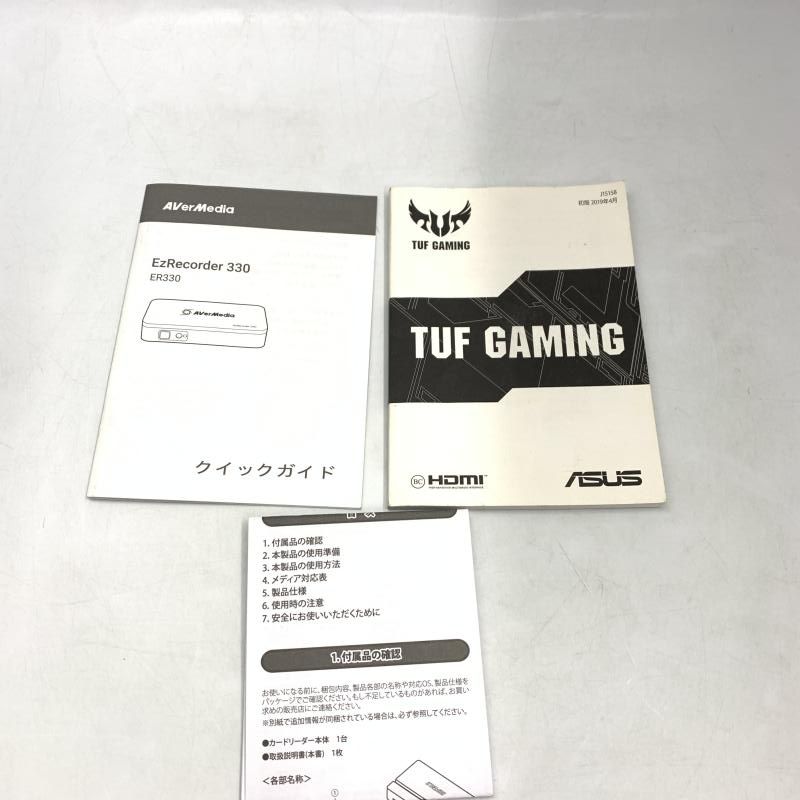 AVerMedia
EzRecorder 330
ER330
AVerMedia
EzRecorder 330
クイックガイド
J15158
初版 2019年4月
TUF GAMING
TUF GAMING
BC HDMI™
HIGH-DEFINITION MULTIMEDIA INTERFACE
ASUS
目次
1. 付属品の確認
2. 本製品の使用準備
3. 本製品の使用方法
4. メディア対応表
5. 製品仕様
6. 使用時の注意
7. 安全にお使いいただくために
1. 付属品の確認
お使いになる前に、梱包内容、製品各部の名称や対応OS、製品仕様を
パッケージでご確認ください。もし不足しているものがあれば、お買い
求めの販売店にご連絡ください。
※別紙で追加情報が同梱されている場合は、必ず参照してください。
●カードリーダー本体 1台
●取扱説明書(本書) 1枚
＜各部名称＞
①